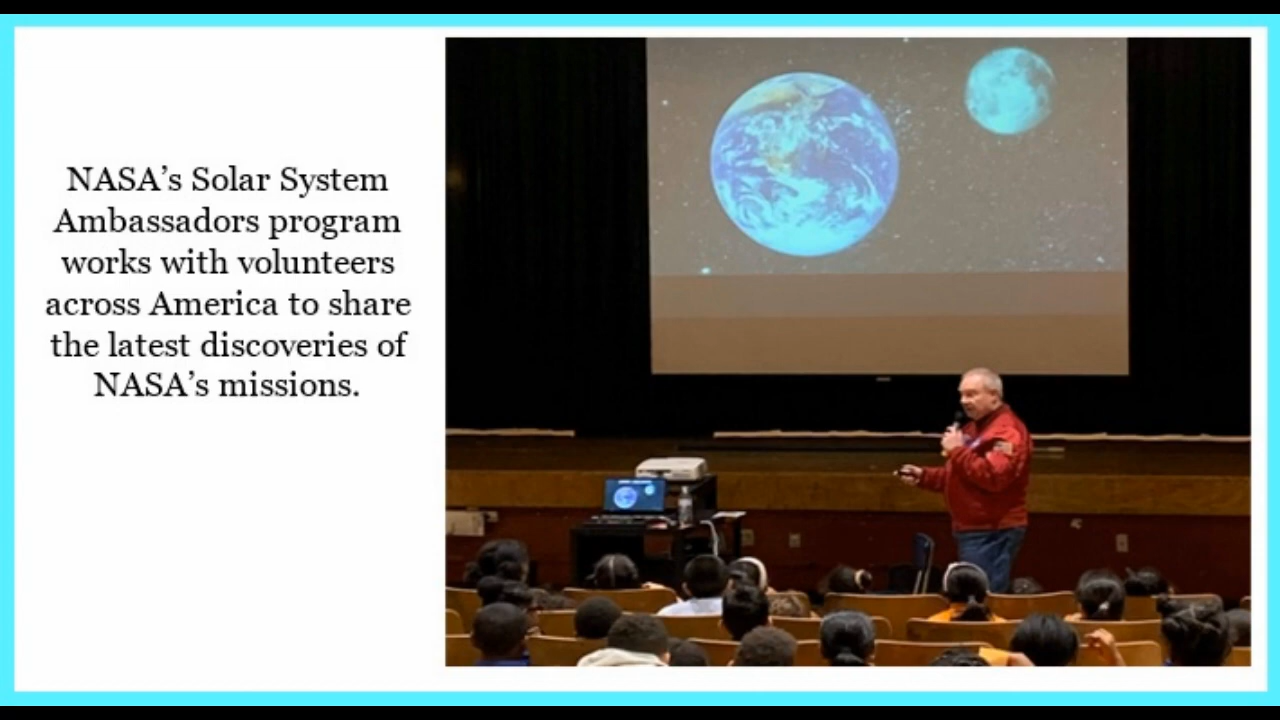 NASA’s Solar System
Ambassadors program
works with volunteers
across America to share
the latest discoveries of
NASA’s missions.